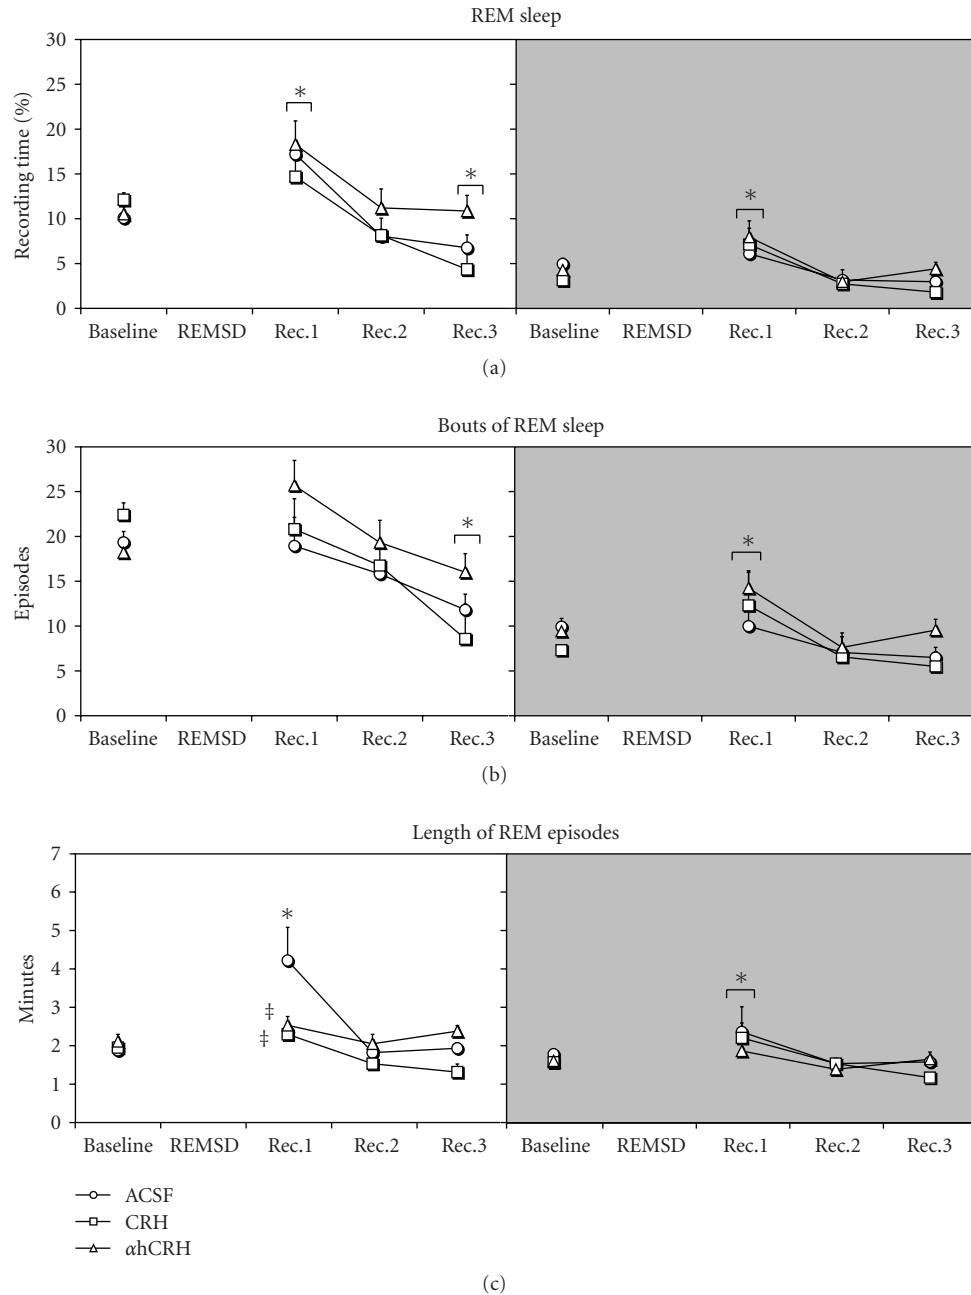 REM sleep
Recording time (%)
30
25
20
15
10
5
0
*
*
*
Baseline REMSD Rec.1 Rec.2 Rec.3 Baseline REMSD Rec.1 Rec.2 Rec.3
(a)
Bouts of REM sleep
Episodes
30
25
20
15
10
5
0
*
*
Baseline REMSD Rec.1 Rec.2 Rec.3 Baseline REMSD Rec.1 Rec.2 Rec.3
(b)
Length of REM episodes
Minutes
7
6
5
4
3
2
1
0
*
‡
‡
*
Baseline REMSD Rec.1 Rec.2 Rec.3 Baseline REMSD Rec.1 Rec.2 Rec.3
ACSF
CRH
αhCRH
(c)